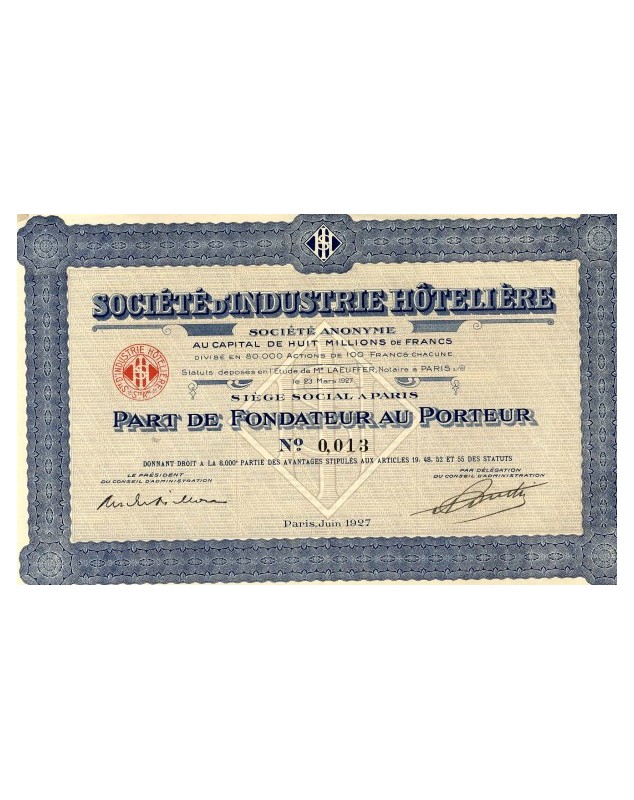 SOCIÉTÉ D'INDUSTRIE HÔTELIÈRE
SOCIÉTÉ ANONYME
AU CAPITAL DE HUIT MILLIONS DE FRANCS
DIVISÉ EN 80.000 ACTIONS DE 100 FRANCS CHACUNE
Statuts déposés en l'Étude de Me LAEUFFER, Notaire à PARIS
le 23 Mars 1927
SIÈGE SOCIAL A PARIS
PART DE FONDATEUR AU PORTEUR
No 0,013
DONNANT DROIT A LA 8.000e PARTIE DES AVANTAGES STIPULÉS AUX ARTICLES 19. 48. 52 ET 55 DES STATUTS
LE PRÉSIDENT
DU CONSEIL D'ADMINISTRATION
PAR DÉLÉGATION
DU CONSEIL D'ADMINISTRATION
Paris, Juin 1927
D'INDUSTRIE HÔTELIÈRE